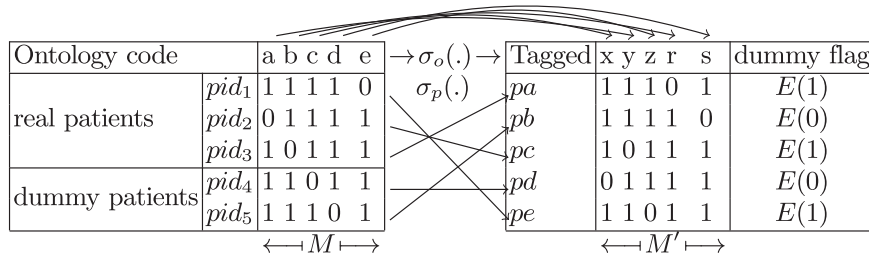 Ontology code a b c d e → σ_o(.) → Tagged x y z r s dummy flag
real patients pid₁ 1 1 1 1 0 σ_p(.) pa 1 1 1 0 1 E(1)
pid₂ 0 1 1 1 1 pb 1 1 1 1 0 E(0)
pid₃ 1 0 1 1 1 pc 1 0 1 1 1 E(1)
dummy patients pid₄ 1 1 0 1 1 pd 0 1 1 1 1 E(0)
pid₅ 1 1 1 0 1 pe 1 1 0 1 1 E(1)
M M′